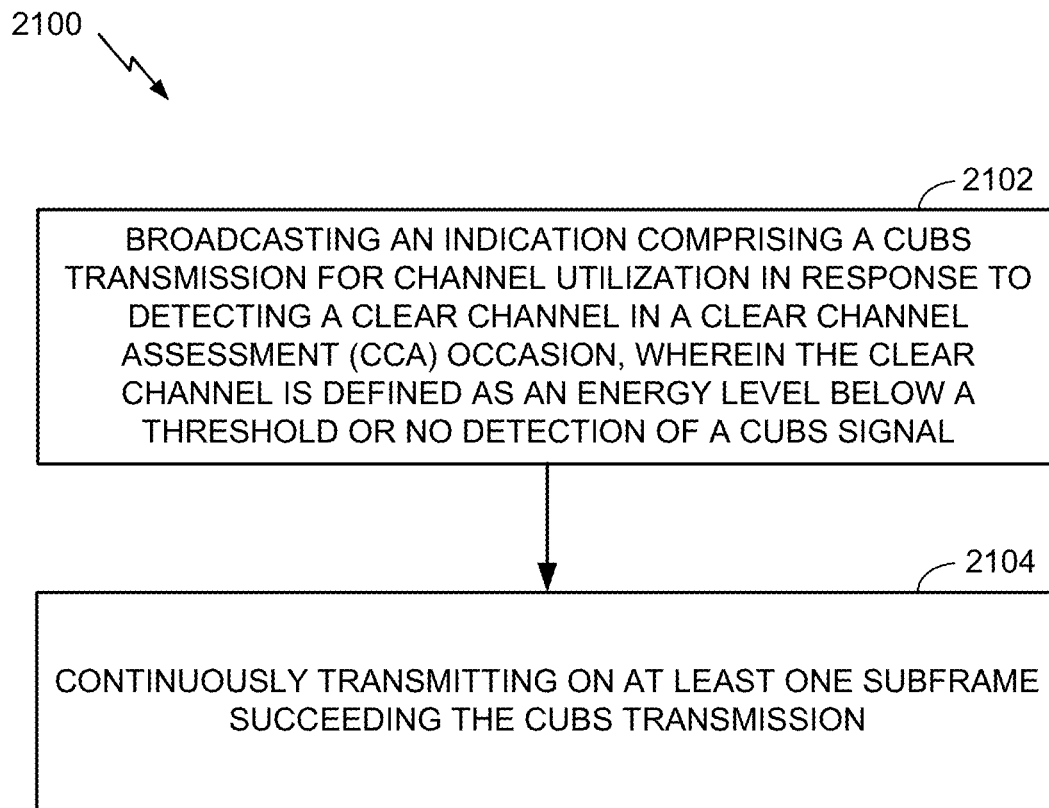 2100
2102
BROADCASTING AN INDICATION COMPRISING A CUBS
TRANSMISSION FOR CHANNEL UTILIZATION IN RESPONSE TO
DETECTING A CLEAR CHANNEL IN A CLEAR CHANNEL
ASSESSMENT (CCA) OCCASION, WHEREIN THE CLEAR
CHANNEL IS DEFINED AS AN ENERGY LEVEL BELOW A
THRESHOLD OR NO DETECTION OF A CUBS SIGNAL
2104
CONTINUOUSLY TRANSMITTING ON AT LEAST ONE SUBFRAME
SUCCEEDING THE CUBS TRANSMISSION